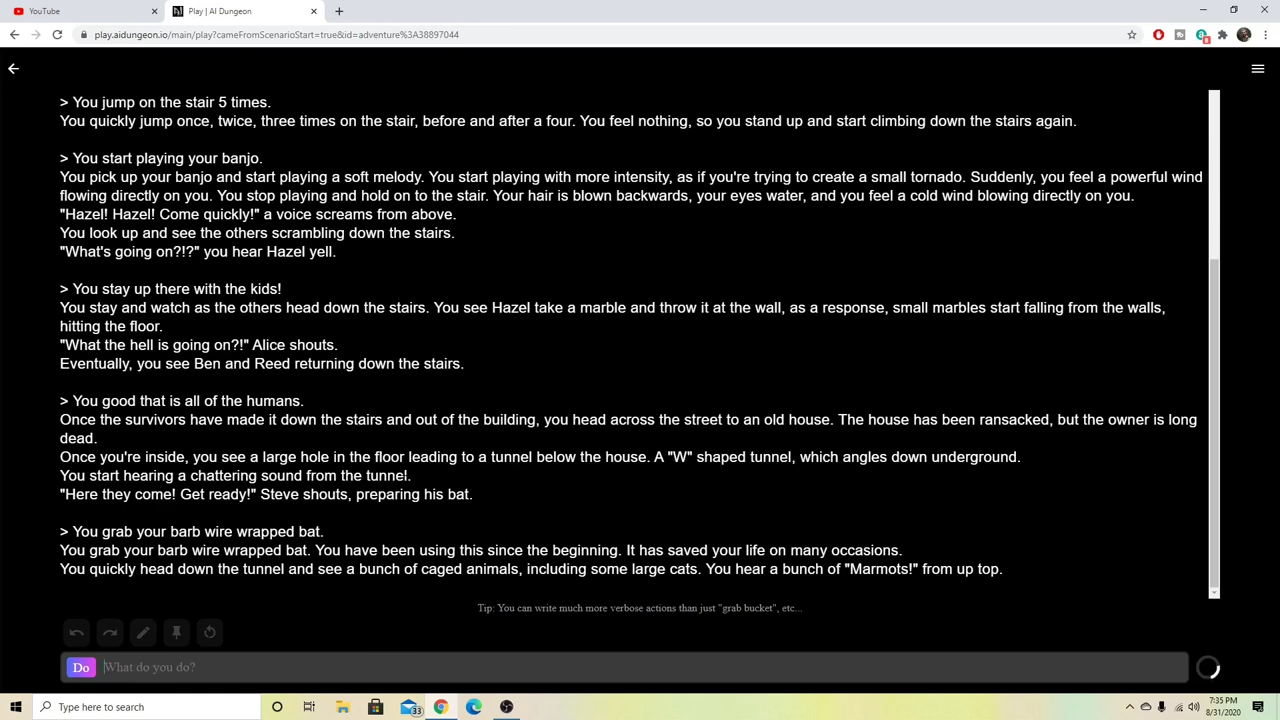 YouTube
Play | AI Dungeon
play.aidungeon.io/main/play?cameFromScenarioStart=true&id=adventure%3A38897044
> You jump on the stair 5 times.
You quickly jump once, twice, three times on the stair, before and after a four. You feel nothing, so you stand up and start climbing down the stairs again.
> You start playing your banjo.
You pick up your banjo and start playing a soft melody. You start playing with more intensity, as if you're trying to create a small tornado. Suddenly, you feel a powerful wind
flowing directly on you. You stop playing and hold on to the stair. Your hair is blown backwards, your eyes water, and you feel a cold wind blowing directly on you.
"Hazel! Hazel! Come quickly!" a voice screams from above.
You look up and see the others scrambling down the stairs.
"What's going on?!?" you hear Hazel yell.
> You stay up there with the kids!
You stay and watch as the others head down the stairs. You see Hazel take a marble and throw it at the wall, as a response, small marbles start falling from the walls,
hitting the floor.
"What the hell is going on?!" Alice shouts.
Eventually, you see Ben and Reed returning down the stairs.
> You good that is all of the humans.
Once the survivors have made it down the stairs and out of the building, you head across the street to an old house. The house has been ransacked, but the owner is long
dead.
Once you're inside, you see a large hole in the floor leading to a tunnel below the house. A "W" shaped tunnel, which angles down underground.
You start hearing a chattering sound from the tunnel.
"Here they come! Get ready!" Steve shouts, preparing his bat.
> You grab your barb wire wrapped bat.
You grab your barb wire wrapped bat. You have been using this since the beginning. It has saved your life on many occasions.
You quickly head down the tunnel and see a bunch of caged animals, including some large cats. You hear a bunch of "Marmots!" from up top.
Tip: You can write much more verbose actions than just "grab bucket", etc...
Do What do you do?
Type here to search
33
7:35 PM
8/31/2020